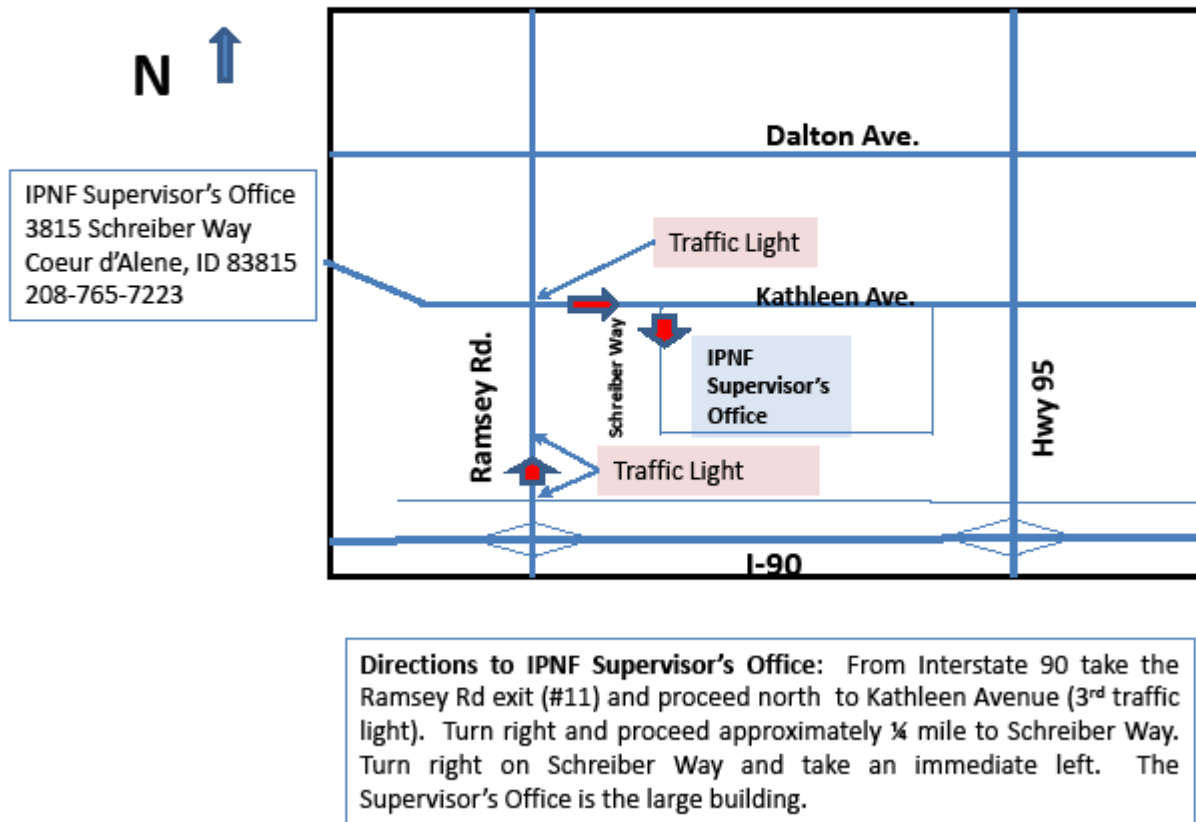 N
Dalton Ave.
IPNF Supervisor's Office
3815 Schreiber Way
Coeur d'Alene, ID 83815
208-765-7223
Traffic Light
Kathleen Ave.
Ramsey Rd.
Schreiber Way
IPNF
Supervisor's
Office
Hwy 95
Traffic Light
I-90
Directions to IPNF Supervisor's Office: From Interstate 90 take the
Ramsey Rd exit (#11) and proceed north to Kathleen Avenue (3rd traffic
light). Turn right and proceed approximately ¼ mile to Schreiber Way.
Turn right on Schreiber Way and take an immediate left. The
Supervisor's Office is the large building.